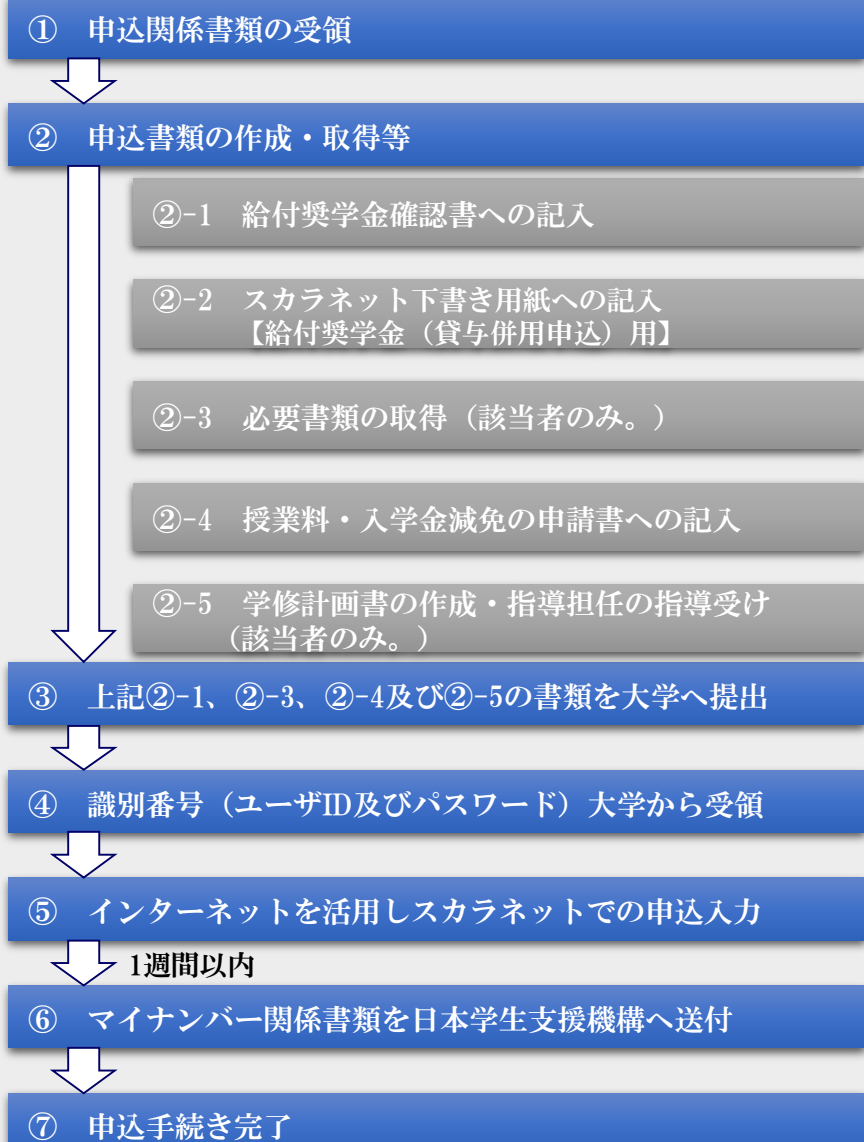 ①　申込関係書類の受領
②　申込書類の作成・取得等
②-1　給付奨学金確認書への記入
②-2　スカラネット下書き用紙への記入
【給付奨学金（貸与併用申込）用】
②-3　必要書類の取得（該当者のみ。）
②-4　授業料・入学金減免の申請書への記入
②-5　学修計画書の作成・指導担任の指導受け
（該当者のみ。）
③　上記②-1、②-3、②-4及び②-5の書類を大学へ提出
④　識別番号（ユーザID及びパスワード）大学から受領
⑤　インターネットを活用しスカラネットでの申込入力
1週間以内
⑥　マイナンバー関係書類を日本学生支援機構へ送付
⑦　申込手続き完了